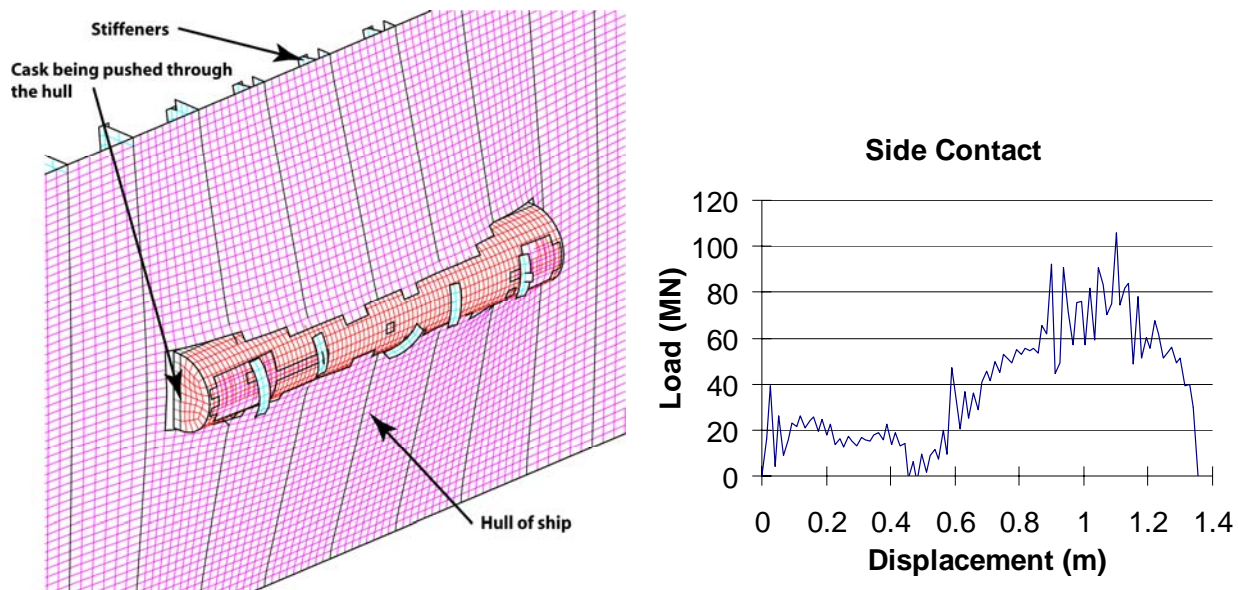 Stiffeners
Cask being pushed through
the hull
Hull of ship
Side Contact
Load (MN)
120
100
80
60
40
20
0
0 0.2 0.4 0.6 0.8 1 1.2 1.4
Displacement (m)